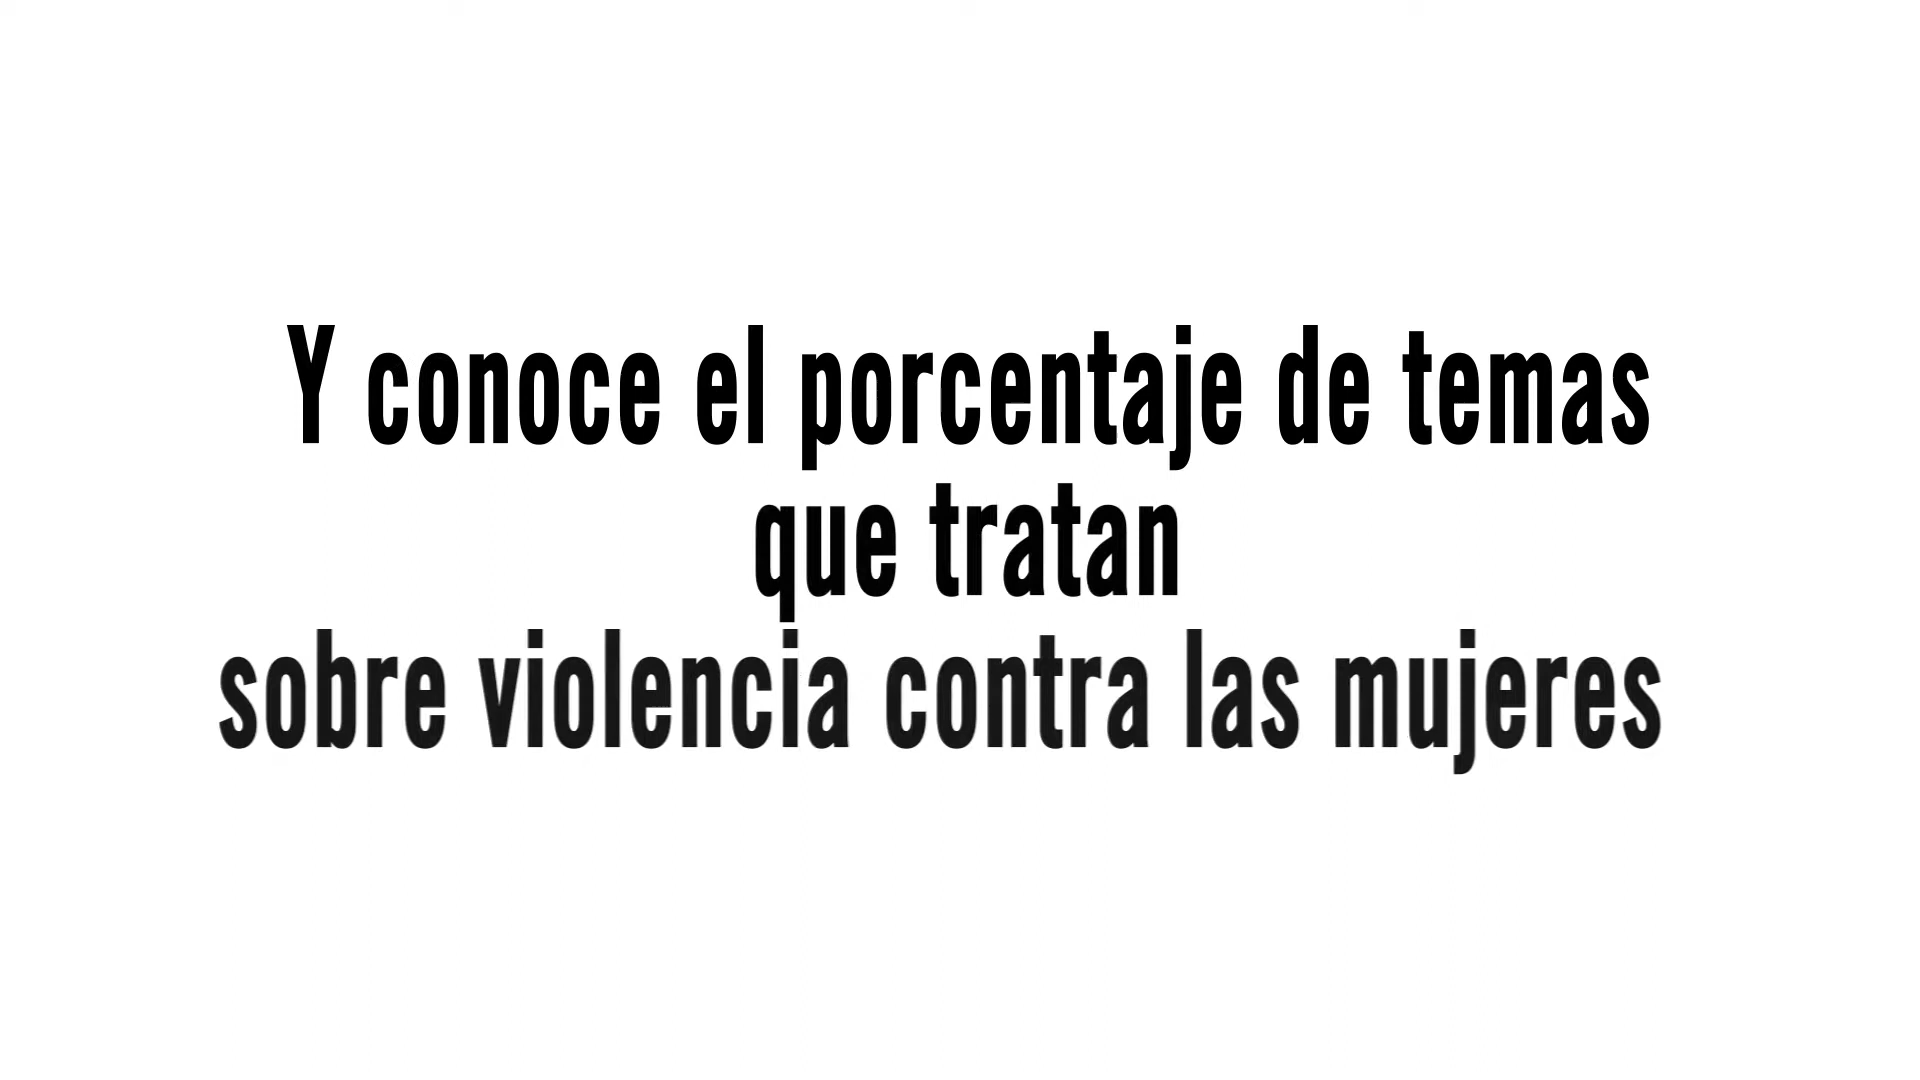 Y conoce el porcentaje de temas
que tratan
sobre violencia contra las mujeres